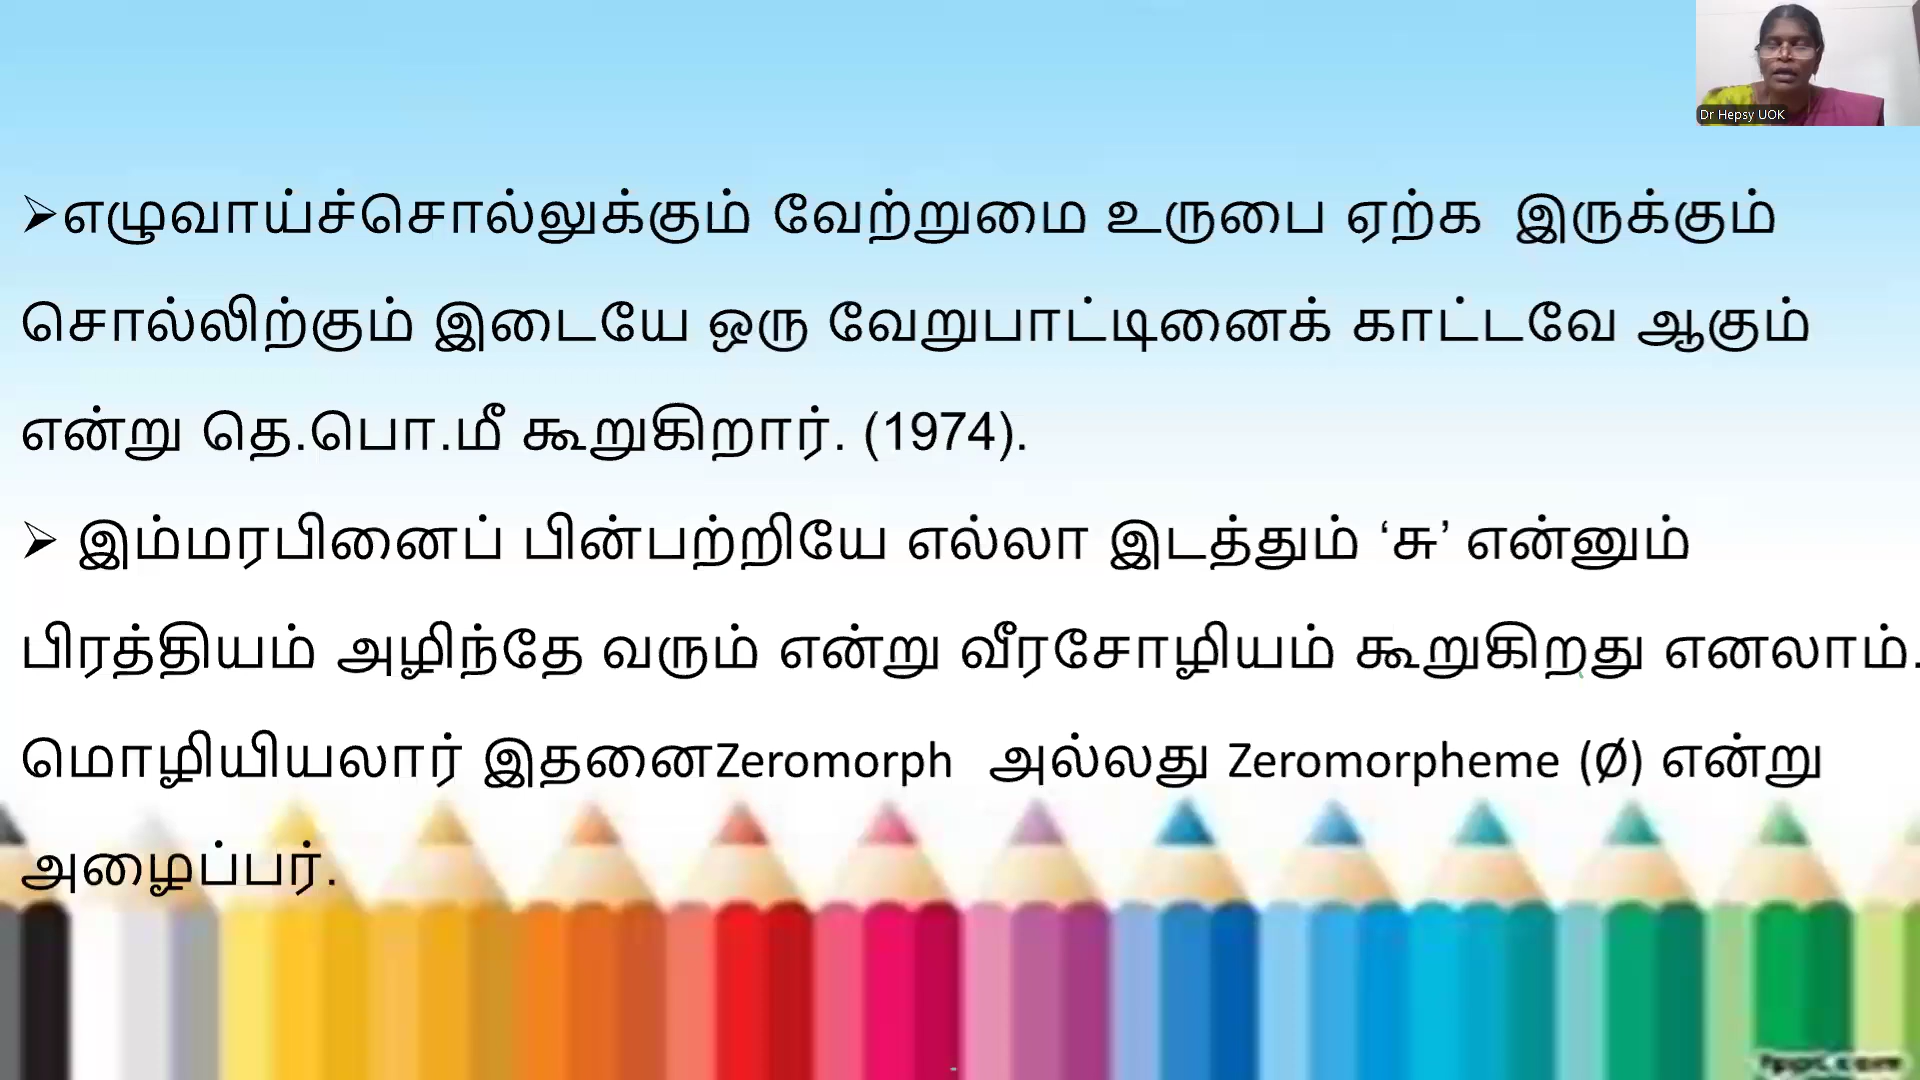 Dr Hepsy UOK
➢எழுவாய்ச்சொல்லுக்கும் வேற்றுமை உருபை ஏற்க இருக்கும்
சொல்லிற்கும் இடையே ஒரு வேறுபாட்டினைக் காட்டவே ஆகும்
என்று தெ.பொ.மீ கூறுகிறார். (1974).
➢ இம்மரபினைப் பின்பற்றியே எல்லா இடத்தும் ‘சு’ என்னும்
பிரத்தியம் அழிந்தே வரும் என்று வீரசோழியம் கூறுகிறது எனலாம்.
மொழியியலார் இதனைZeromorph அல்லது Zeromorpheme (Ø) என்று
அழைப்பர்.